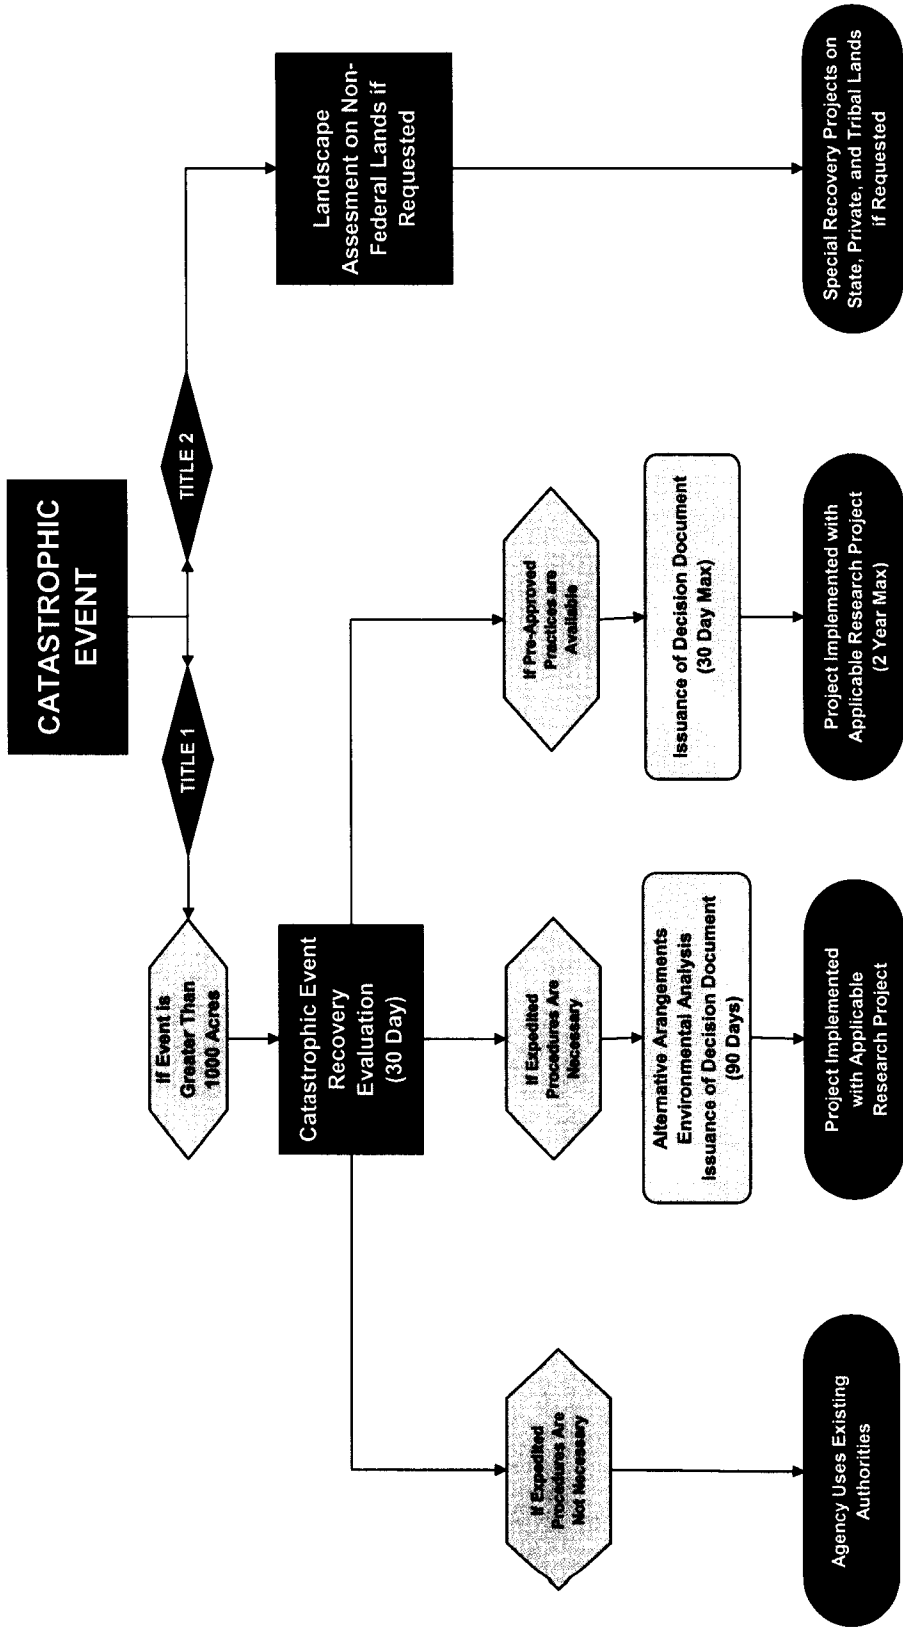 CATASTROPHIC
EVENT
TITLE 1
TITLE 2
If Event is
Greater Than
1000 Acres
Catastrophic Event
Recovery
Evaluation
(30 Day)
Landscape
Assesment on Non-
Federal Lands if
Requested
If Expedited
Procedures Are
Not Necessary
If Expedited
Procedures Are
Necessary
If Pre-Approved
Practices are
Available
Alternative Arangements
Environmental Analysis
Issuance of Decision Document
(90 Days)
Issuance of Decision Document
(30 Day Max)
Agency Uses Existing
Authorities
Project Implemented
with Applicable
Research Project
Project Implemented with
Applicable Research Project
(2 Year Max)
Special Recovery Projects on
State, Private, and Tribal Lands
if Requested